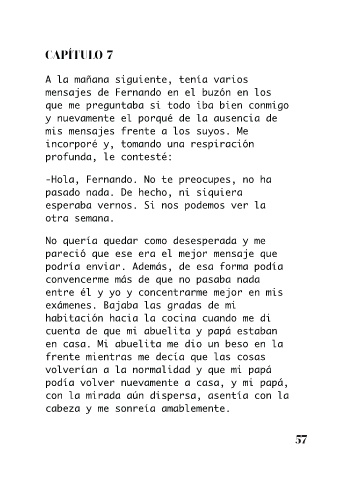 CAPÍTULO 7
A la mañana siguiente, tenía varios
mensajes de Fernando en el buzón en los
que me preguntaba si todo iba bien conmigo
y nuevamente el porqué de la ausencia de
mis mensajes frente a los suyos. Me
incorporé y, tomando una respiración
profunda, le contesté:
-Hola, Fernando. No te preocupes, no ha
pasado nada. De hecho, ni siquiera
esperaba vernos. Si nos podemos ver la
otra semana.
No quería quedar como desesperada y me
pareció que ese era el mejor mensaje que
podría enviar. Además, de esa forma podía
convencerme más de que no pasaba nada
entre él y yo y concentrarme mejor en mis
exámenes. Bajaba las gradas de mi
habitación hacia la cocina cuando me di
cuenta de que mi abuelita y papá estaban
en casa. Mi abuelita me dio un beso en la
frente mientras me decía que las cosas
volverían a la normalidad y que mi papá
podía volver nuevamente a casa, y mi papá,
con la mirada aún dispersa, asentía con la
cabeza y me sonreía amablemente.
57